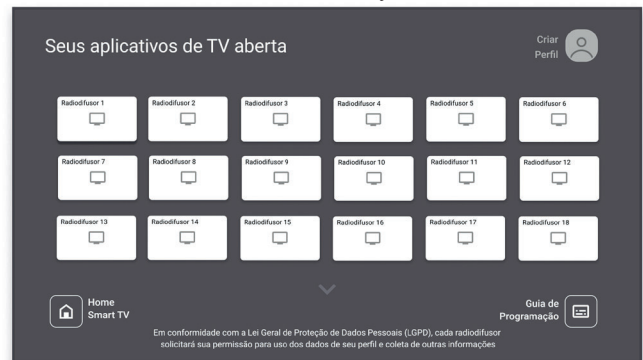 Seus aplicativos de TV aberta
Criar
Perfil
Radiodifusor 1
Radiodifusor 2
Radiodifusor 3
Radiodifusor 4
Radiodifusor 5
Radiodifusor 6
Radiodifusor 7
Radiodifusor 8
Radiodifusor 9
Radiodifusor 10
Radiodifusor 11
Radiodifusor 12
Radiodifusor 13
Radiodifusor 14
Radiodifusor 15
Radiodifusor 16
Radiodifusor 17
Radiodifusor 18
Home
Smart TV
Guia de
Programação
Em conformidade com a Lei Geral de Proteção de Dados Pessoais (LGPD), cada radiodifusor
solicitará sua permissão para uso dos dados de seu perfil e coleta de outras informações